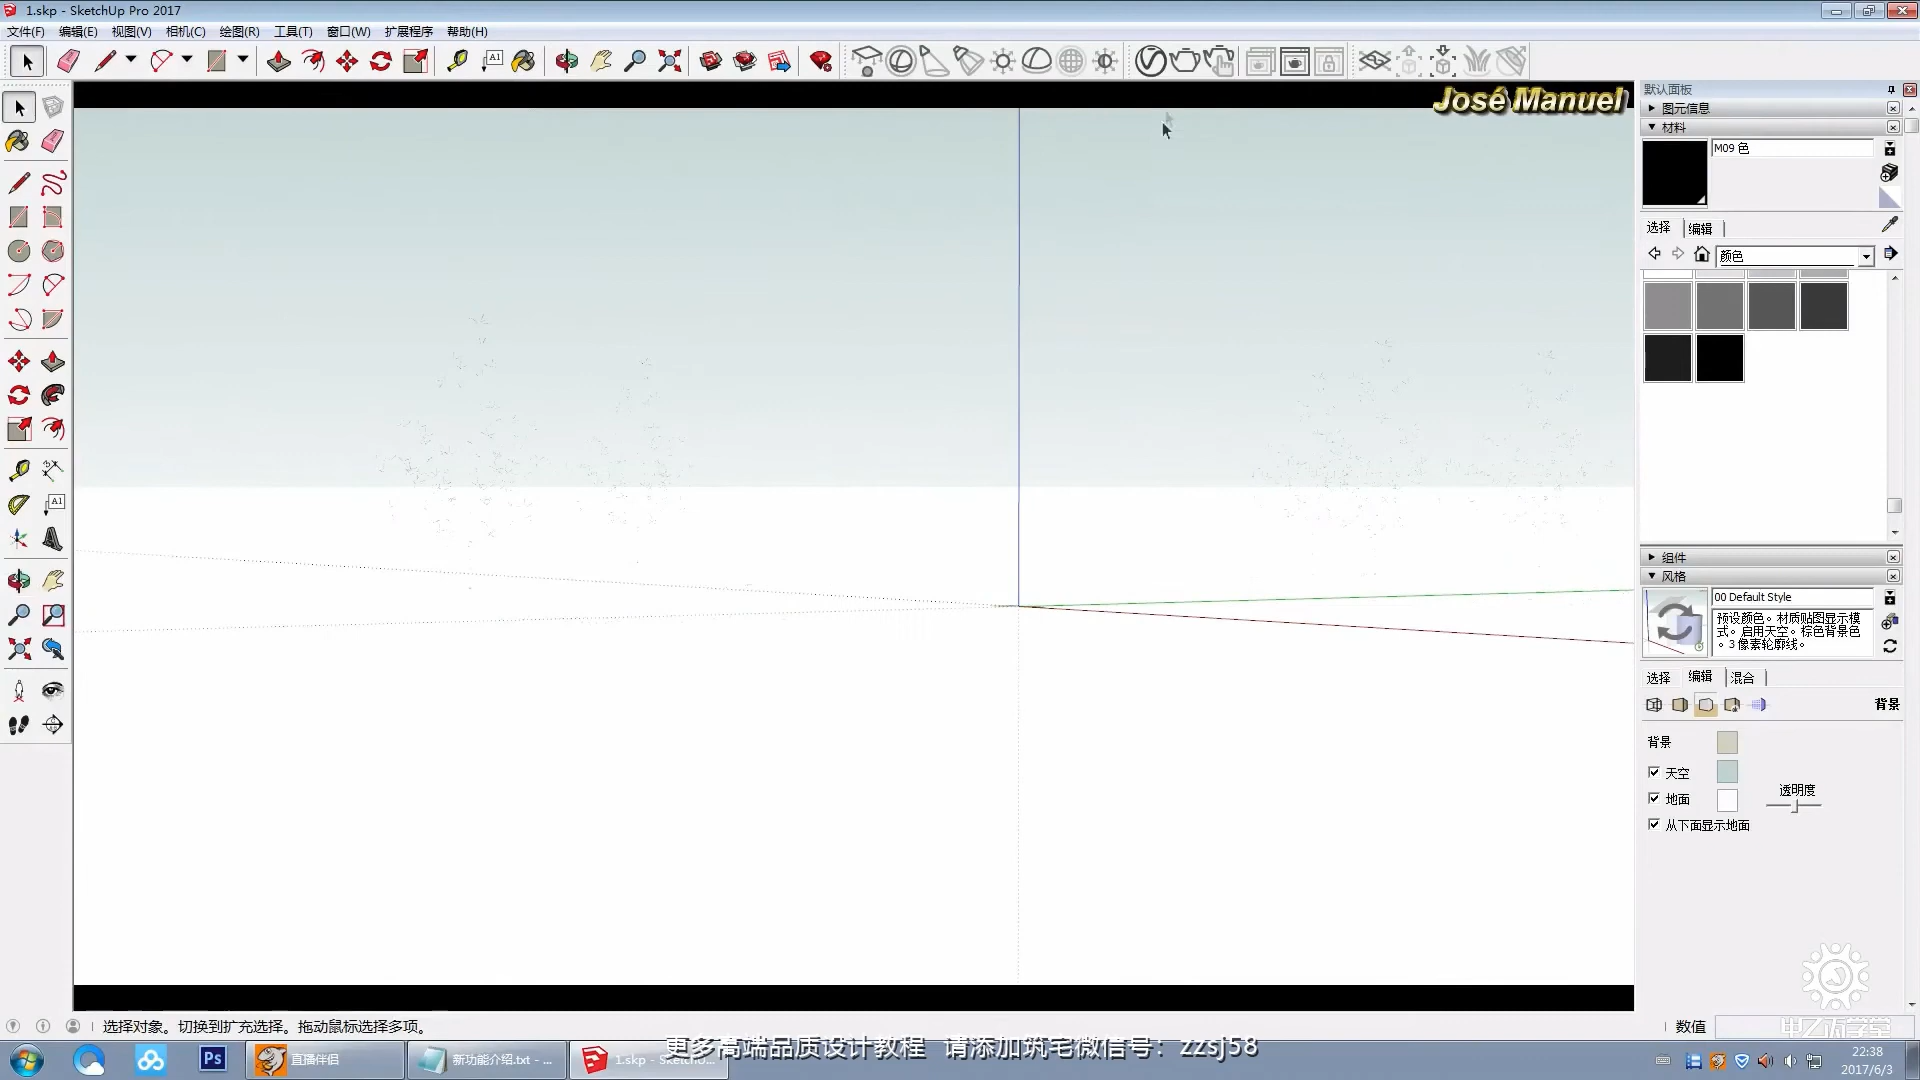 1.skp - SketchUp Pro 2017
文件(F) 编辑(E) 视图(V) 相机(C) 绘图(R) 工具(T) 窗口(W) 扩展程序 帮助(H)
A1
José Manuel
默认面板
图元信息
材料
M09 色
选择 编辑
颜色
A1
组件
风格
00 Default Style
预设颜色。材质贴图显示模
式。启用天空。棕色背景色
。3 像素轮廓线。
选择 编辑 混合
背景
背景
天空
地面
透明度
从下面显示地面
选择对象。切换到扩充选择。拖动鼠标选择多项。
数值
Ps
直播伴侣
新功能介绍.txt - ...
1.skp - SketchU...
更多高端品质设计教程 请添加筑宅微信号：zzsj58
22:38
2017/6/3